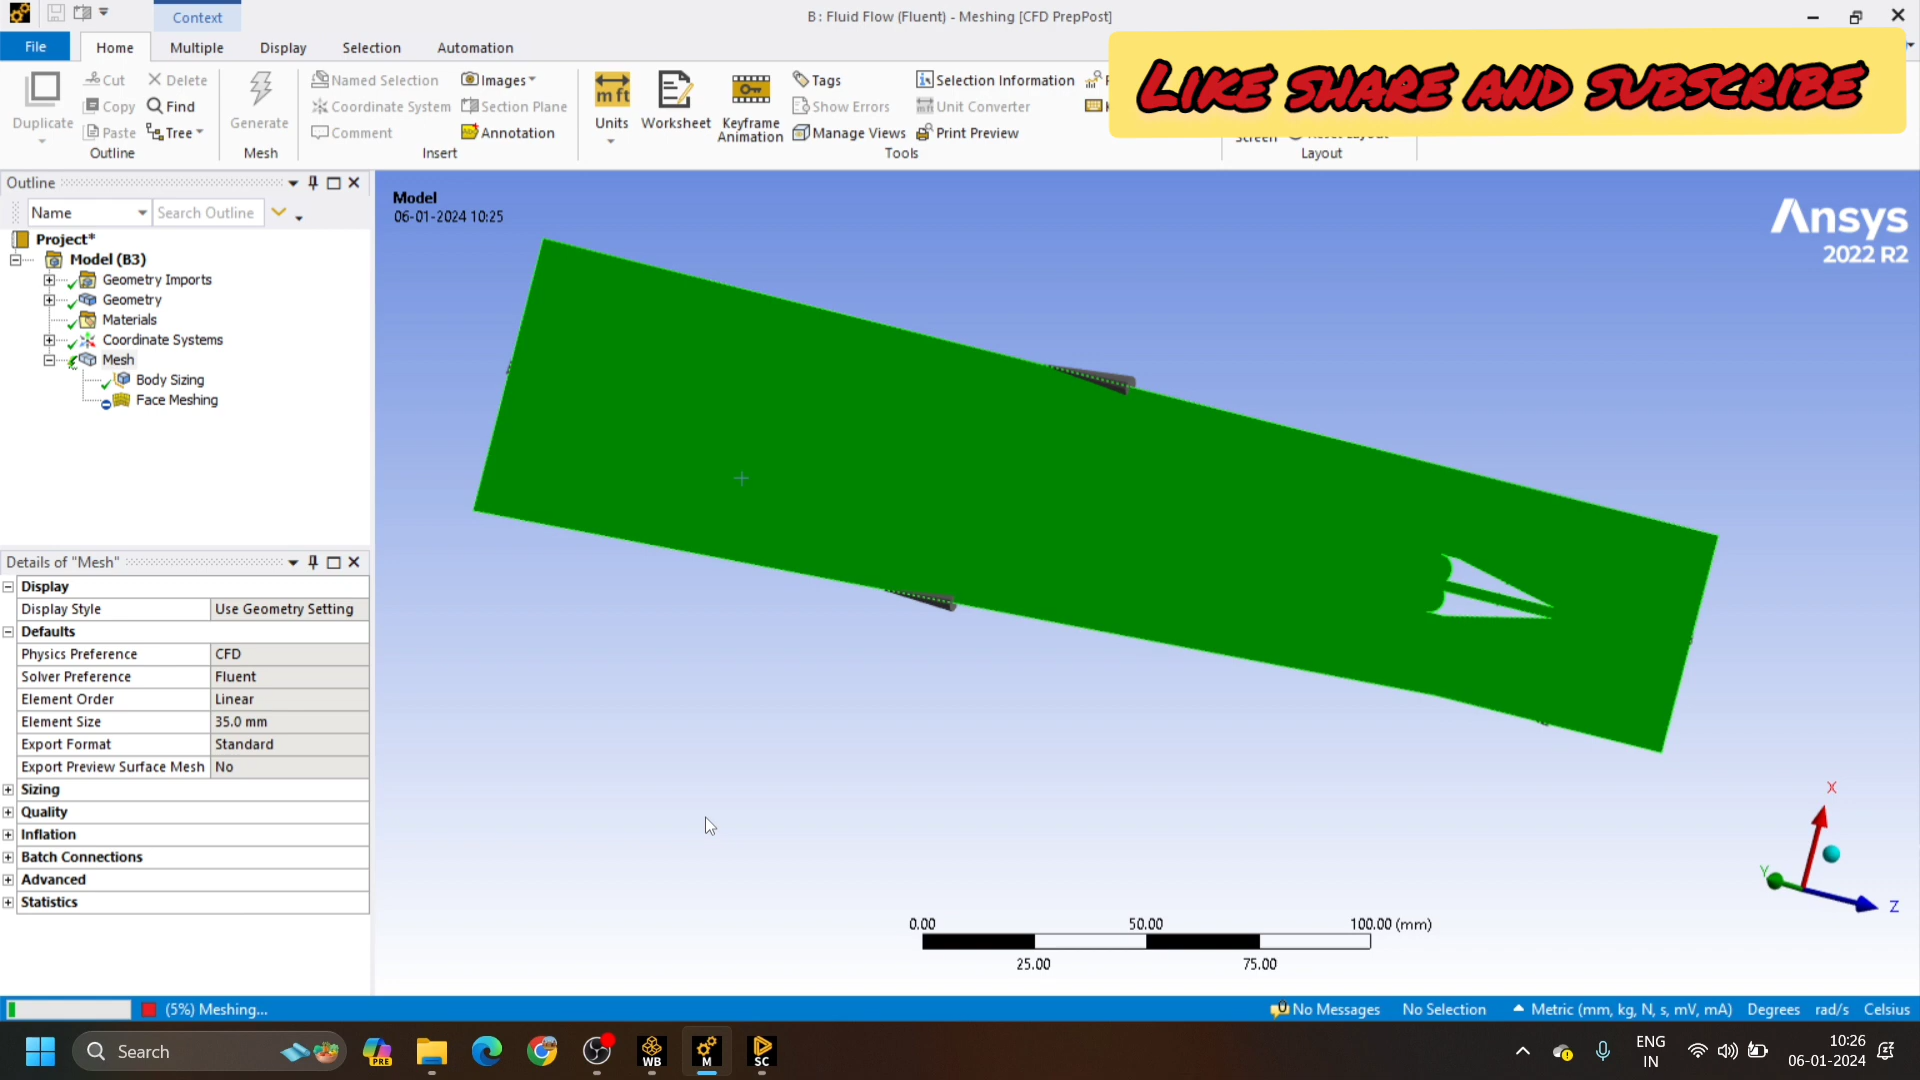 Context
B : Fluid Flow (Fluent) - Meshing [CFD PrepPost]
File
Home
Multiple
Display
Selection
Automation
Duplicate
Cut
Delete
Copy
Find
Paste
Tree
Outline
Generate
Mesh
Named Selection
Images
Coordinate System
Section Plane
Comment
Annotation
Insert
m ft
Units
Worksheet
Keyframe
Animation
Tags
Selection Information
Show Errors
Unit Converter
Manage Views
Print Preview
Tools
Layout
LIKE SHARE AND SUBSCRIBE
Outline
Name
Search Outline
Project*
Model (B3)
Geometry Imports
Geometry
Materials
Coordinate Systems
Mesh
Body Sizing
Face Meshing
Model
06-01-2024 10:25
Ansys
2022 R2
Details of "Mesh"
Display
Display Style Use Geometry Setting
Defaults
Physics Preference CFD
Solver Preference Fluent
Element Order Linear
Element Size 35.0 mm
Export Format Standard
Export Preview Surface Mesh No
Sizing
Quality
Inflation
Batch Connections
Advanced
Statistics
X
Y
Z
0.00 50.00 100.00 (mm)
25.00 75.00
(5%) Meshing...
No Messages
No Selection
Metric (mm, kg, N, s, mV, mA)
Degrees
rad/s
Celsius
Search
PRE
WB
M
SC
ENG
IN
10:26
06-01-2024